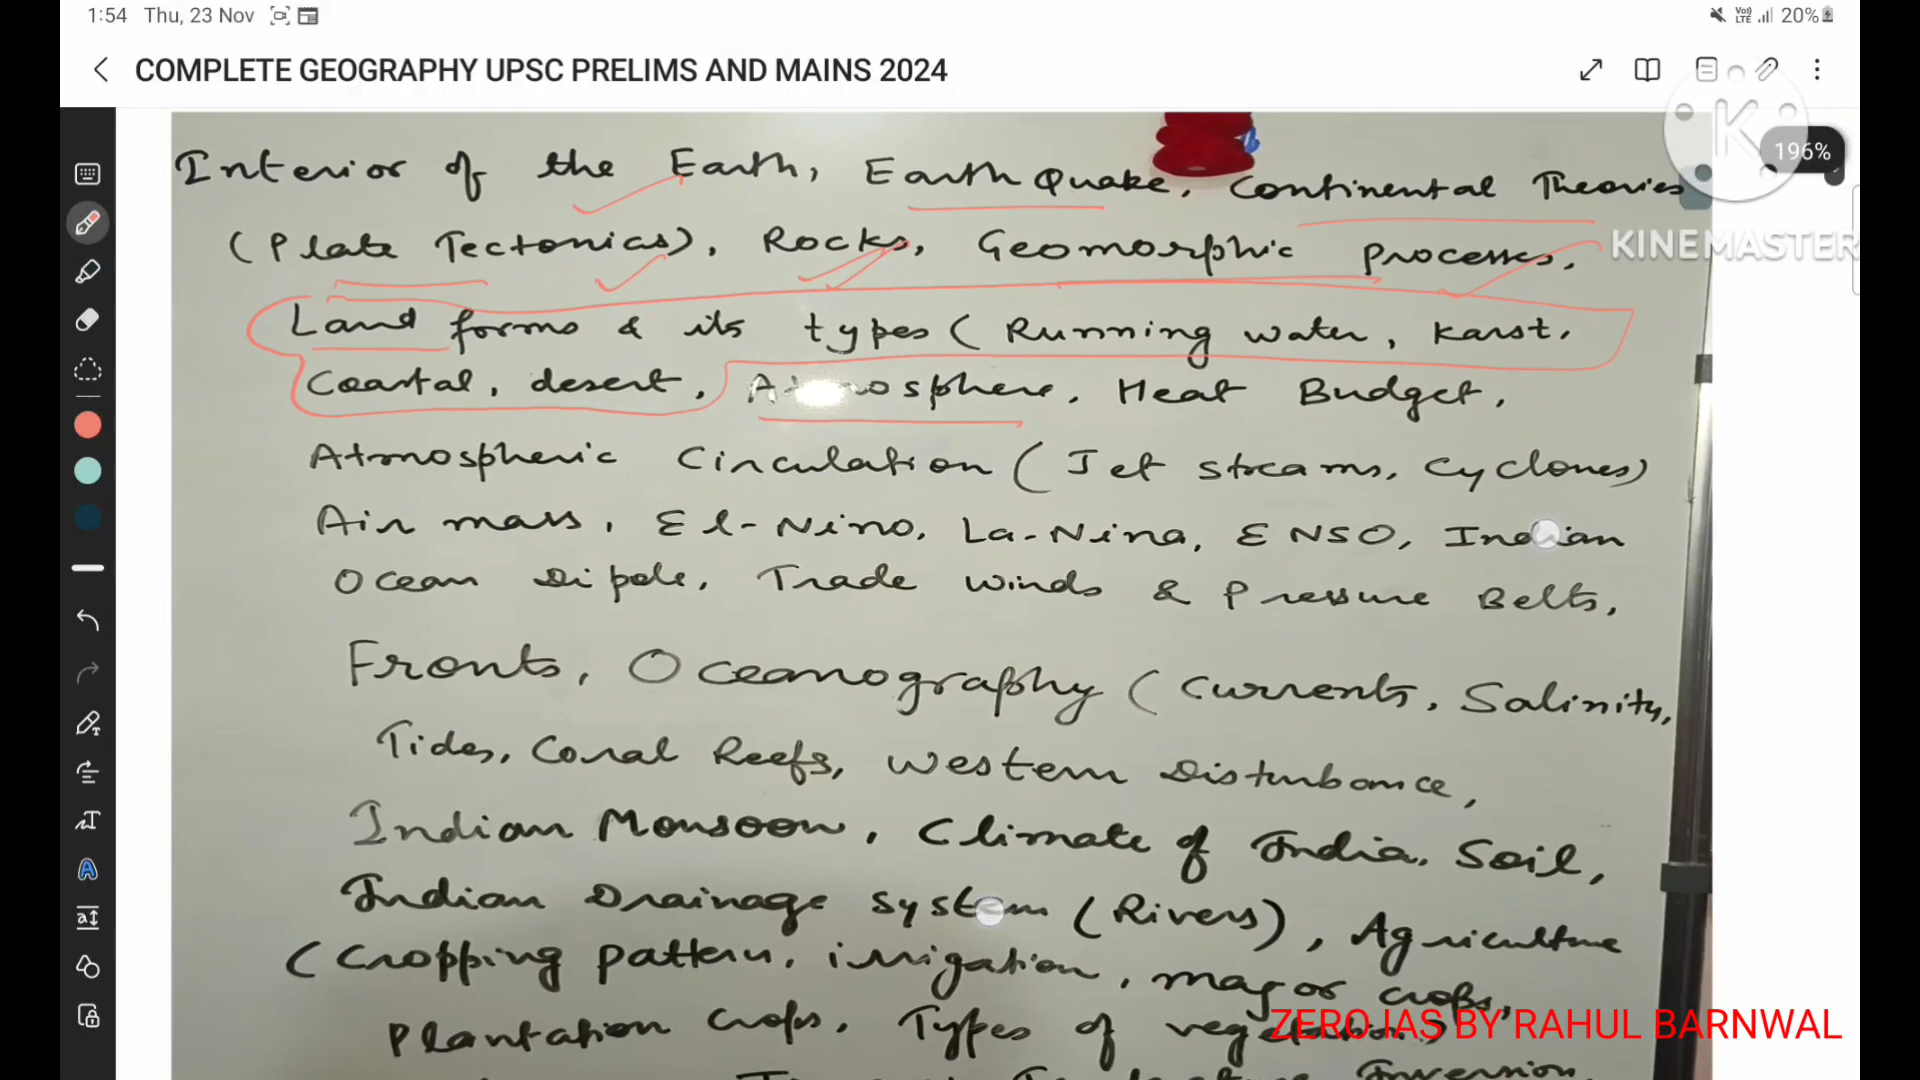 1:54 Thu, 23 Nov
20%
COMPLETE GEOGRAPHY UPSC PRELIMS AND MAINS 2024
196%
K
KINEMASTER
Interior of the Earth, EarthQuake, Continental Theories
(Plate Tectonics), Rocks, Geomorphic Processes,
Land forms & its types (Running water, Karst,
Coastal, desert, Atmosphere, Heat Budget,
Atmospheric Circulation (Jet streams, Cyclones)
Air mass, El-Nino, La-Nina, ENSO, Indian
Ocean Dipole, Trade winds & Pressure Belts,
Fronts, Oceanography (Currents, Salinity,
Tides, Coral Reefs, Western Disturbance,
Indian Monsoon, Climate of India, Soil,
Indian Drainage System (Rivers), Agriculture
(Cropping pattern, irrigation, major crops,
Plantation crops, Types of vegetation)
Inversion,
ZERO IAS BY RAHUL BARNWAL